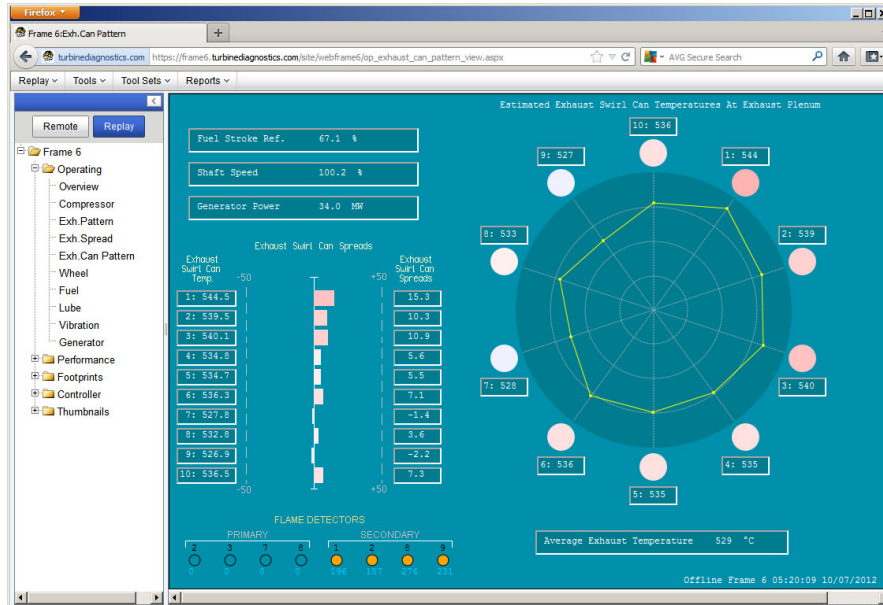 Firefox
Frame 6:Exh.Can Pattern
+
turbinediagnostics.com https://frame6.turbinediagnostics.com/site/webframe6/op_exhaust_can_pattern_view.aspx
AVG Secure Search
Replay Tools Tool Sets Reports
Remote Replay
Frame 6
Operating
Overview
Compressor
Exh.Pattern
Exh.Spread
Exh.Can Pattern
Wheel
Fuel
Lube
Vibration
Generator
Performance
Footprints
Controller
Thumbnails
Fuel Stroke Ref. 67.1 %
Shaft Speed 100.2 %
Generator Power 34.0 MW
Exhaust Swirl Can Spreads
Exhaust
Swirl Can
Temp.
-50
+50
Exhaust
Swirl Can
Spreads
1: 544.5 15.3
2: 539.5 10.3
3: 540.1 10.9
4: 534.8 5.6
5: 534.7 5.5
6: 536.3 7.1
7: 527.8 -1.4
8: 532.8 3.6
9: 526.9 -2.2
10: 536.5 7.3
-50 +50
FLAME DETECTORS
PRIMARY SECONDARY
2 3 7 8 1 2 8 9
0 0 0 0 196 157 276 231
Estimated Exhaust Swirl Can Temperatures At Exhaust Plenum
10: 536
9: 527
1: 544
8: 533
2: 539
7: 528
3: 540
6: 536
4: 535
5: 535
Average Exhaust Temperature 529 °C
Offline Frame 6 05:20:09 10/07/2012